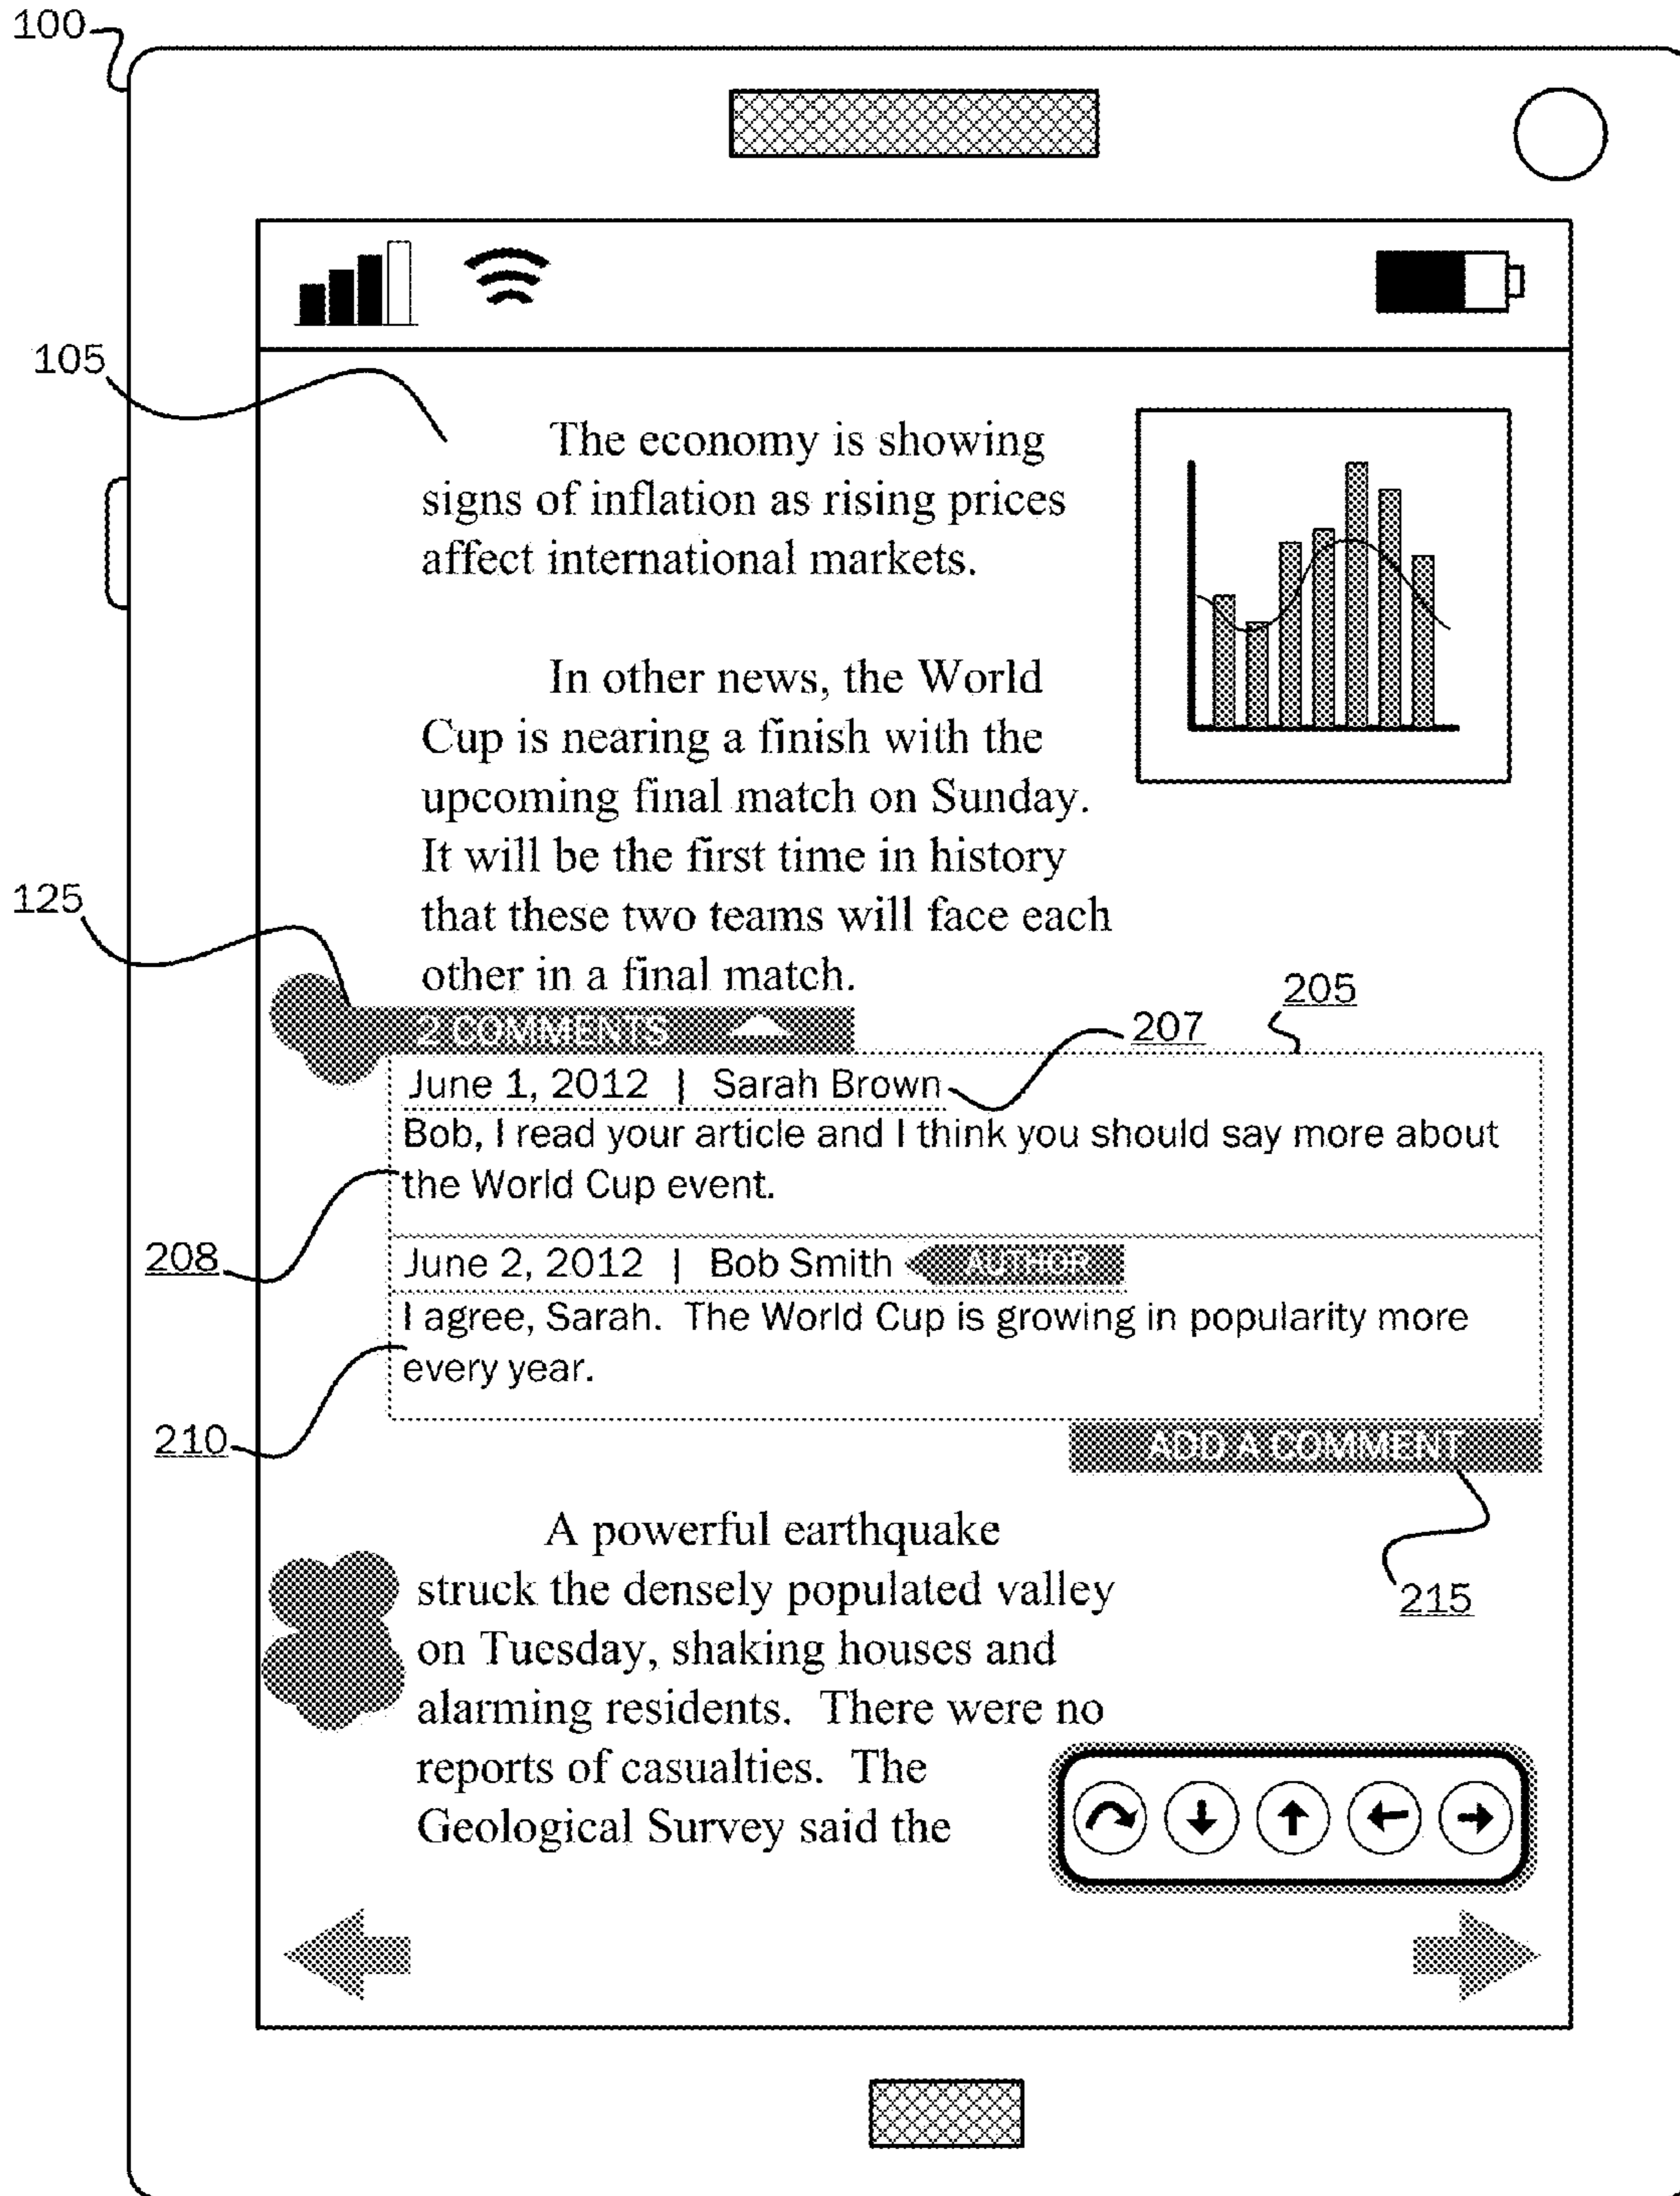 100
105
The economy is showing
signs of inflation as rising prices
affect international markets.
In other news, the World
Cup is nearing a finish with the
upcoming final match on Sunday.
It will be the first time in history
that these two teams will face each
other in a final match.
125
205
2 COMMENTS
207
June 1, 2012 | Sarah Brown
Bob, I read your article and I think you should say more about
the World Cup event.
208
June 2, 2012 | Bob Smith AUTHOR
I agree, Sarah. The World Cup is growing in popularity more
every year.
210
ADD A COMMENT
215
A powerful earthquake
struck the densely populated valley
on Tuesday, shaking houses and
alarming residents. There were no
reports of casualties. The
Geological Survey said the